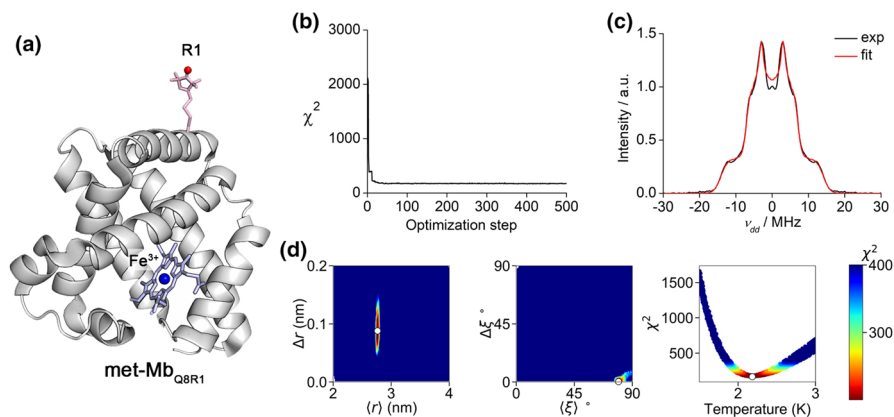 (a)
R1
Fe³⁺
met-Mb_Q8R1
(b)
3000
2000
1000
0
χ²
0 100 200 300 400 500
Optimization step
(c)
exp
fit
1.5
1.0
0.5
0.0
Intensity / a.u.
-30 -20 -10 0 10 20 30
ν_dd / MHz
(d)
0.2
0.1
0.0
Δr (nm)
2 3 4
⟨r⟩ (nm)
90
45
0
Δξ °
0 45 90
⟨ξ⟩ °
1500
1000
500
χ²
2 3
Temperature (K)
χ²
400
300
200